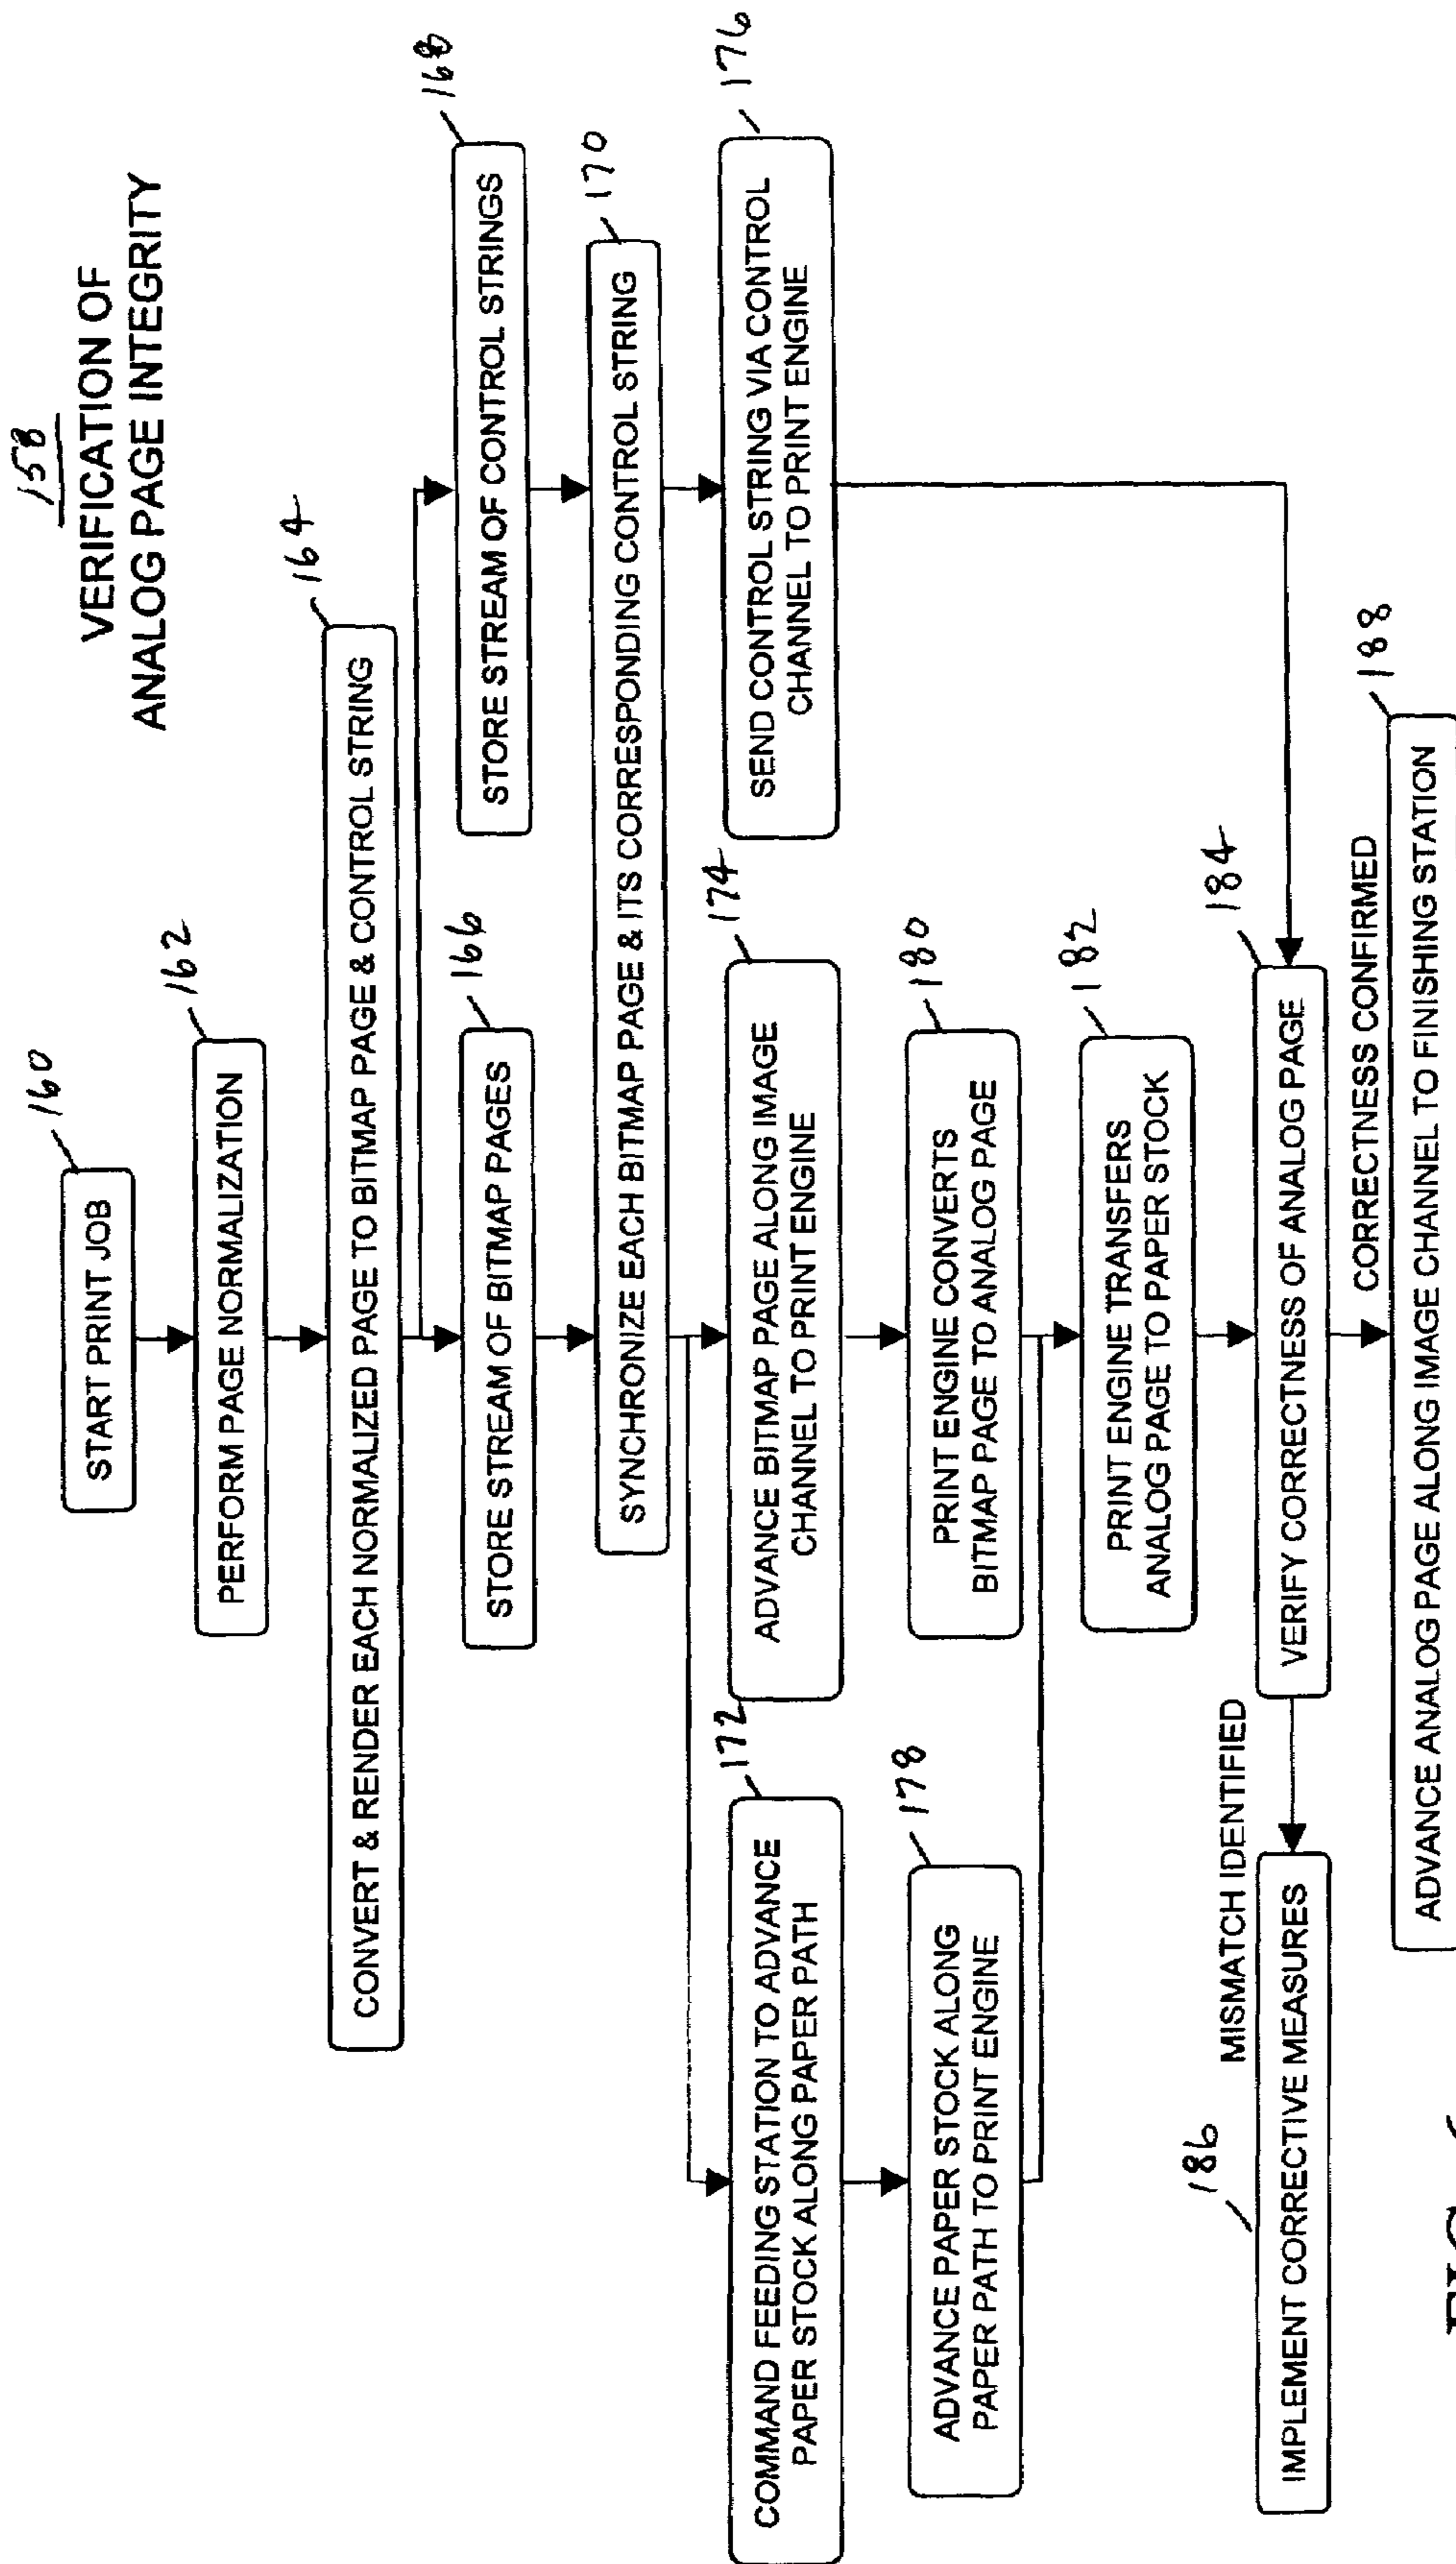 158
VERIFICATION OF
ANALOG PAGE INTEGRITY
160
START PRINT JOB
162
PERFORM PAGE NORMALIZATION
164
CONVERT & RENDER EACH NORMALIZED PAGE TO BITMAP PAGE & CONTROL STRING
166
STORE STREAM OF BITMAP PAGES
168
STORE STREAM OF CONTROL STRINGS
170
SYNCHRONIZE EACH BITMAP PAGE & ITS CORRESPONDING CONTROL STRING
172
COMMAND FEEDING STATION TO ADVANCE
PAPER STOCK ALONG PAPER PATH
174
ADVANCE BITMAP PAGE ALONG IMAGE
CHANNEL TO PRINT ENGINE
176
SEND CONTROL STRING VIA CONTROL
CHANNEL TO PRINT ENGINE
178
ADVANCE PAPER STOCK ALONG
PAPER PATH TO PRINT ENGINE
180
PRINT ENGINE CONVERTS
BITMAP PAGE TO ANALOG PAGE
182
PRINT ENGINE TRANSFERS
ANALOG PAGE TO PAPER STOCK
184
VERIFY CORRECTNESS OF ANALOG PAGE
MISMATCH IDENTIFIED
186
IMPLEMENT CORRECTIVE MEASURES
CORRECTNESS CONFIRMED
188
ADVANCE ANALOG PAGE ALONG IMAGE CHANNEL TO FINISHING STATION